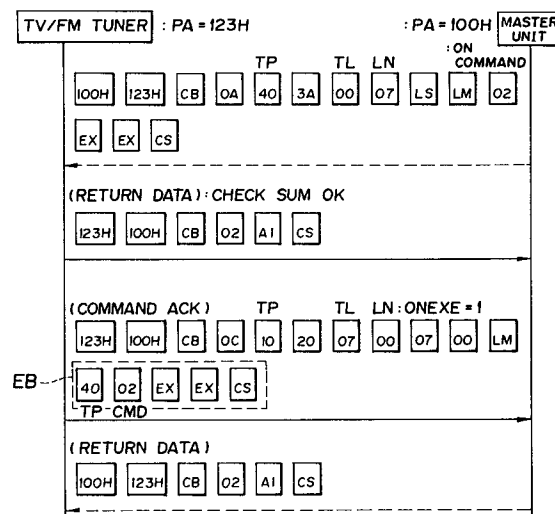 TV/FM TUNER : PA=123H : PA=100H MASTER UNIT
TP TL LN : ON COMMAND
100H 123H CB 0A 40 3A 00 07 LS LM 02
EX EX CS
(RETURN DATA) : CHECK SUM OK
123H 100H CB 02 A1 CS
(COMMAND ACK) TP TL LN : ONEXE=1
123H 100H CB 0C 10 20 07 00 07 00 LM
EB 40 02 EX EX CS
TP CMD
(RETURN DATA)
100H 123H CB 02 A1 CS